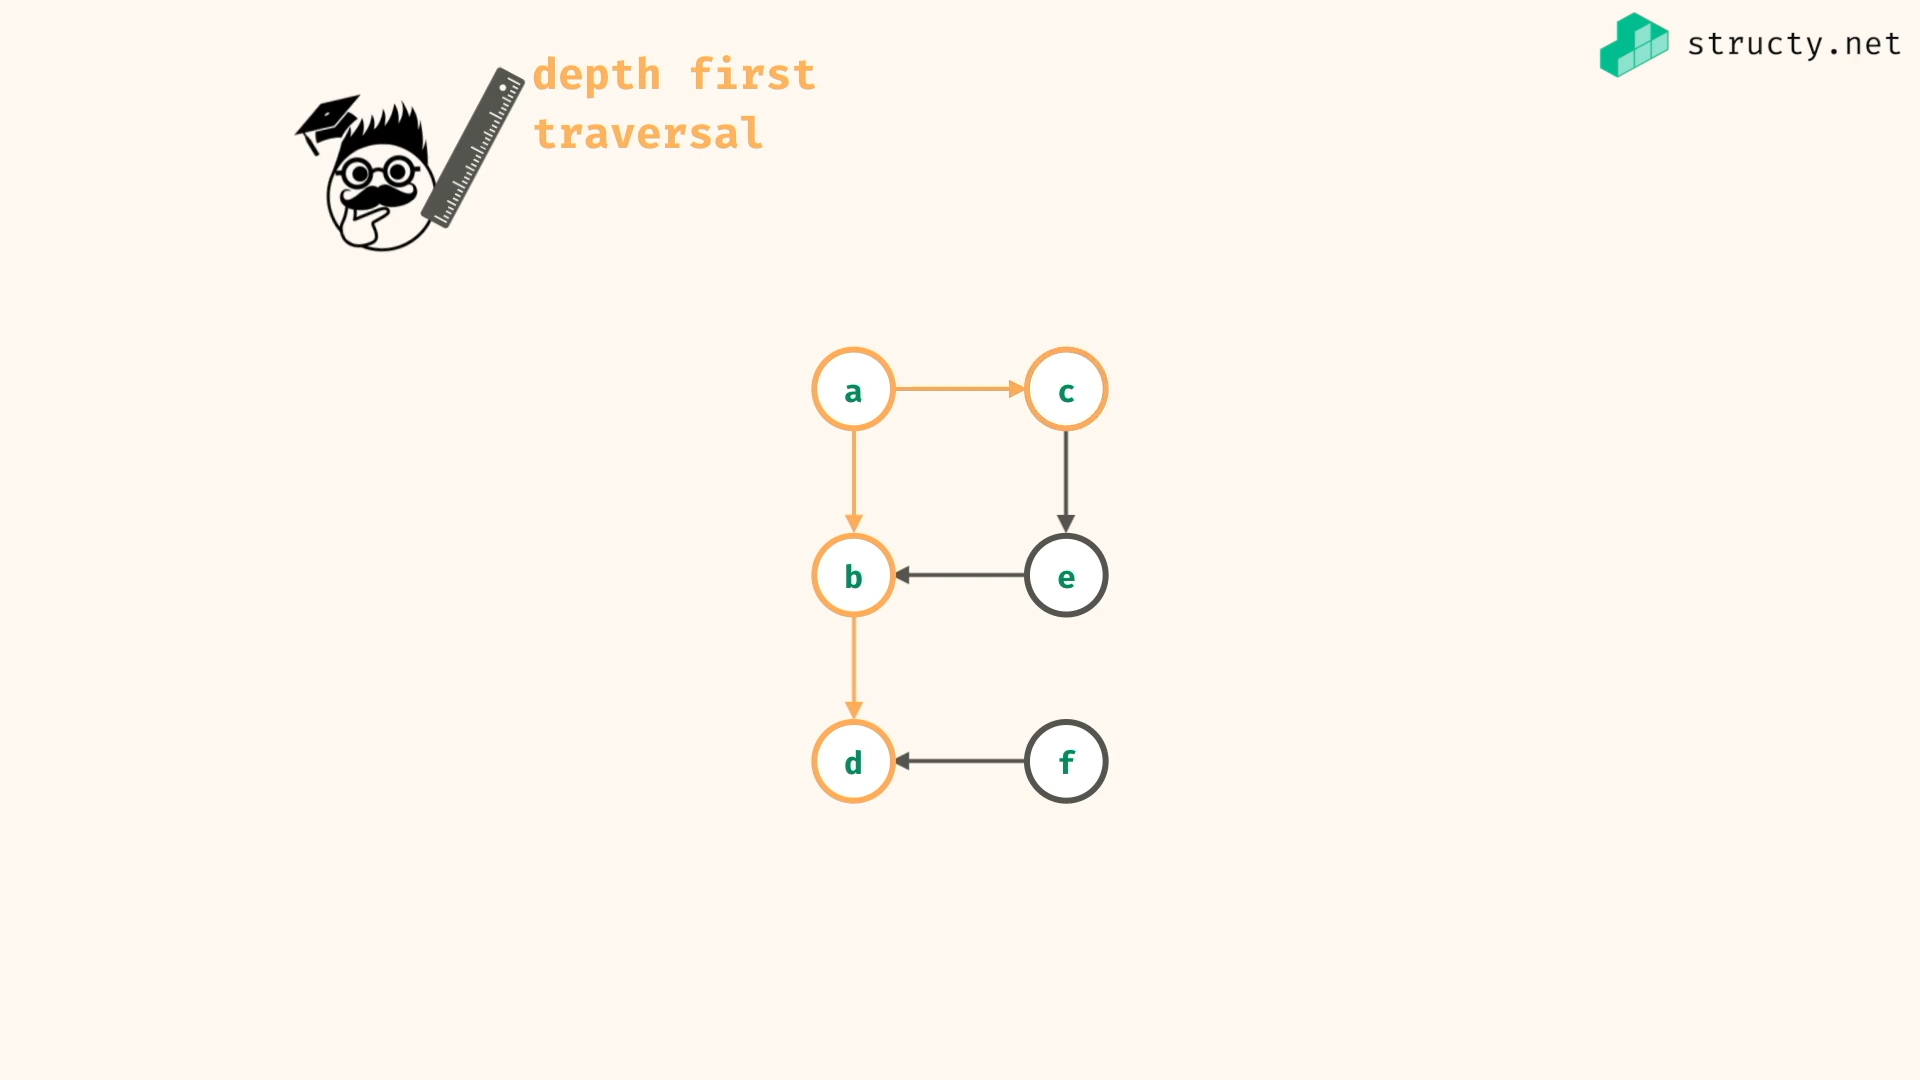 depth first
traversal
structy.net
a
c
b
e
d
f